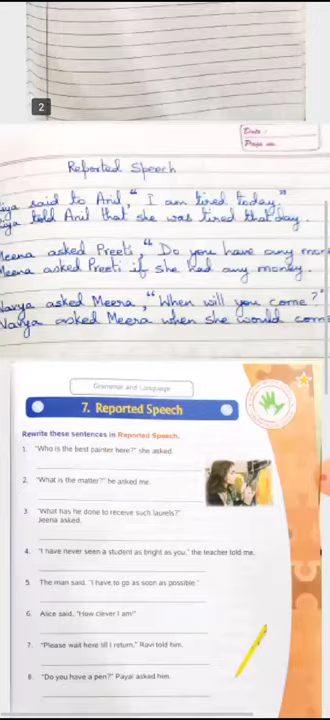 2
Date :
Page no.
Reported Speech
said to Anil, “I am tired today.”
told Anil that she was tired that day.
Meena asked Preeti “Do you have any
Meena asked Preeti if she had any money.
Navya asked Meera, “When will you come?”
Navya asked Meera when she would
Grammar and Language
7. Reported Speech
Rewrite these sentences in Reported Speech.
1. "Who is the best painter here?" she asked.
2. "What is the matter?" he asked me.
3. "What has he done to receive such laurels?"
Jeena asked.
4. "I have never seen a student as bright as you," the teacher told me.
5. The man said, "I have to go as soon as possible."
6. Alice said, "How clever I am!"
7. "Please wait here till I return," Ravi told him.
8. "Do you have a pen?" Payal asked him.